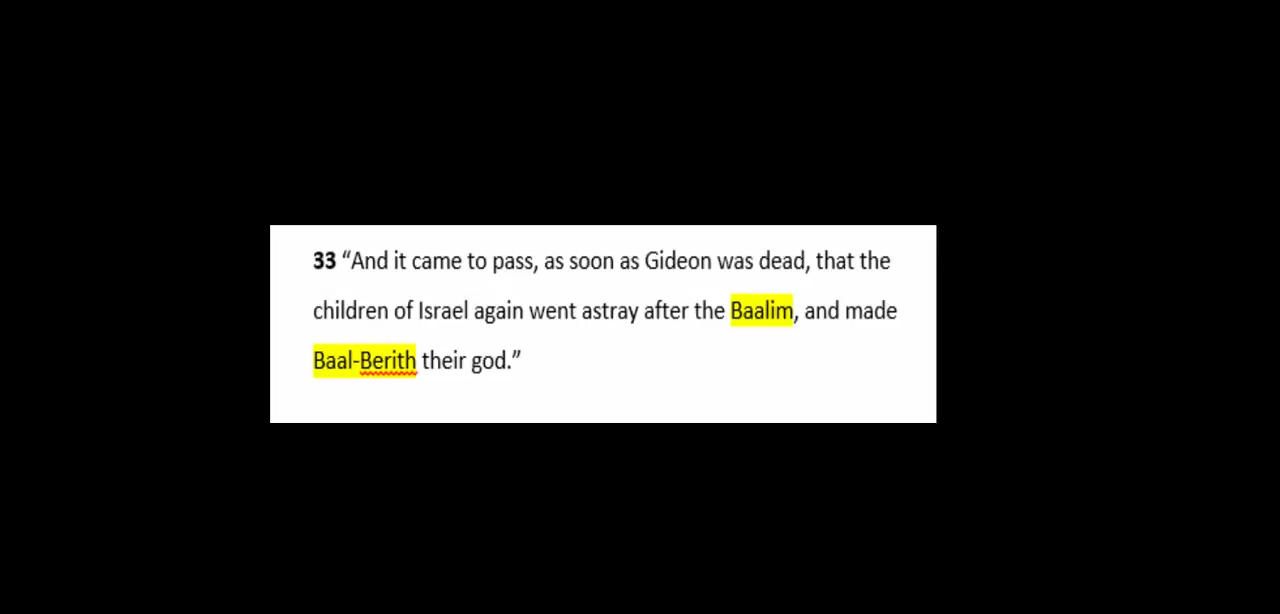 33 “And it came to pass, as soon as Gideon was dead, that the
children of Israel again went astray after the Baalim, and made
Baal-Berith their god.”